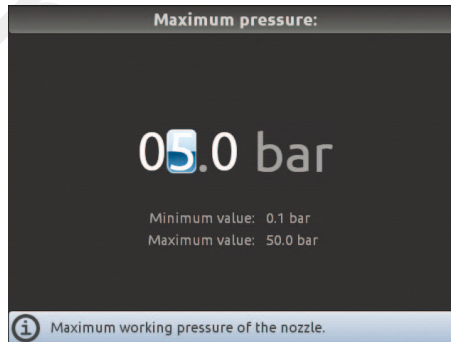 Maximum pressure:
05.0 bar
Minimum value: 0.1 bar
Maximum value: 50.0 bar
Maximum working pressure of the nozzle.